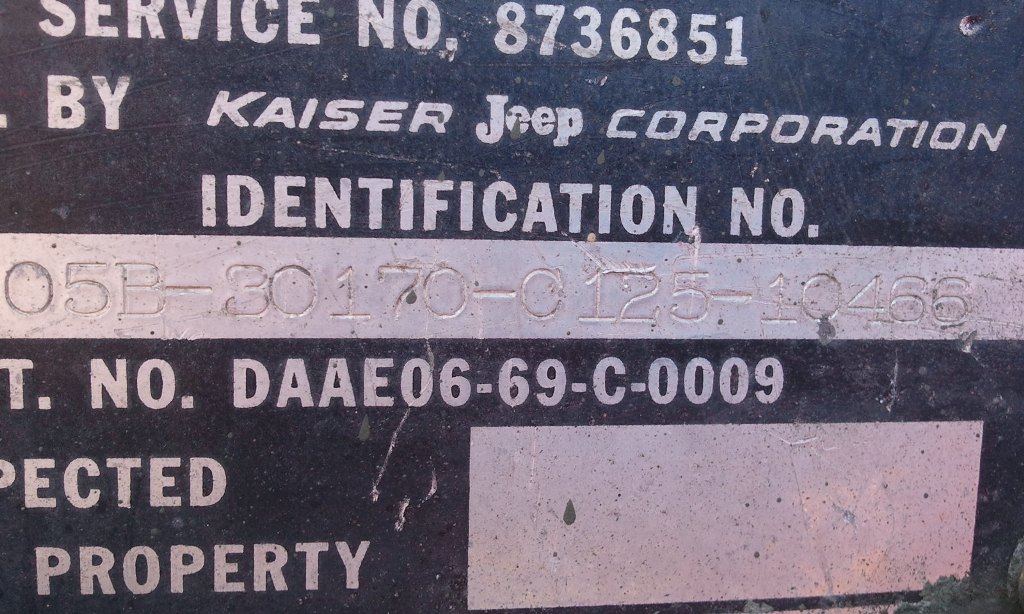 SERVICE NO. 8736851
. BY KAISER Jeep CORPORATION
IDENTIFICATION NO.
05B-30170-C125-10466
T. NO. DAAE06-69-C-0009
PECTED
PROPERTY